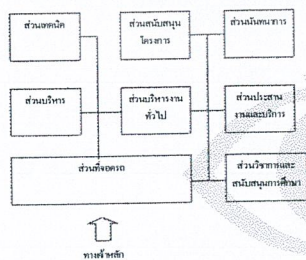 ส่วนเทคนิค
ส่วนสนับสนุน
โครงการ
ส่วนนันทนาการ
ส่วนบริหาร
ส่วนบริหารงาน
ทั่วไป
ส่วนประสาน
งานและบริการ
ส่วนที่จอดรถ
ส่วนวิชาการและ
สนับสนุนการศึกษา
ทางเข้าหลัก